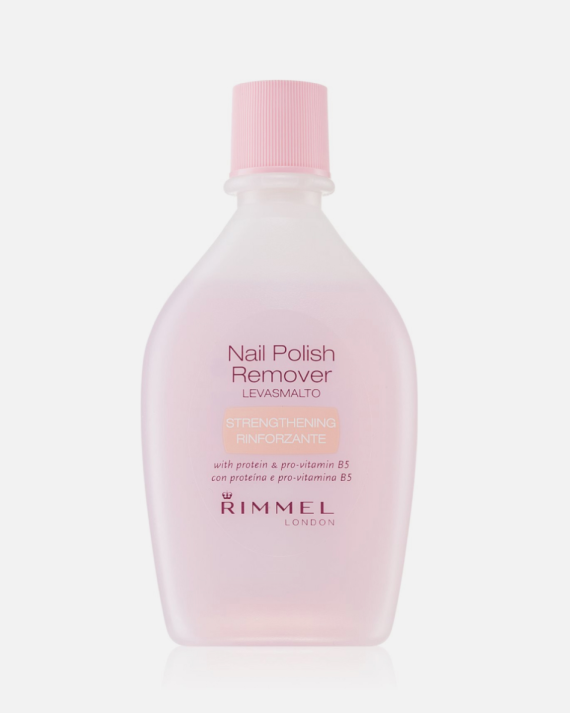 Nail Polish
Remover
LEVASMALTO
STRENGTHENING
RINFORZANTE
with protein & pro-vitamin B5
con proteina e pro-vitamina B5
RIMMEL
LONDON